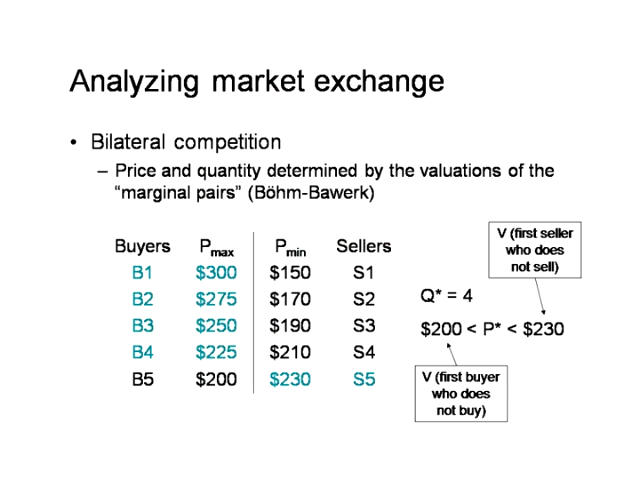 Analyzing market exchange
• Bilateral competition
– Price and quantity determined by the valuations of the
“marginal pairs” (Böhm-Bawerk)
Buyers Pmax Pmin Sellers
B1 $300 $150 S1
B2 $275 $170 S2
B3 $250 $190 S3
B4 $225 $210 S4
B5 $200 $230 S5
V (first seller
who does
not sell)
Q* = 4
$200 < P* < $230
V (first buyer
who does
not buy)